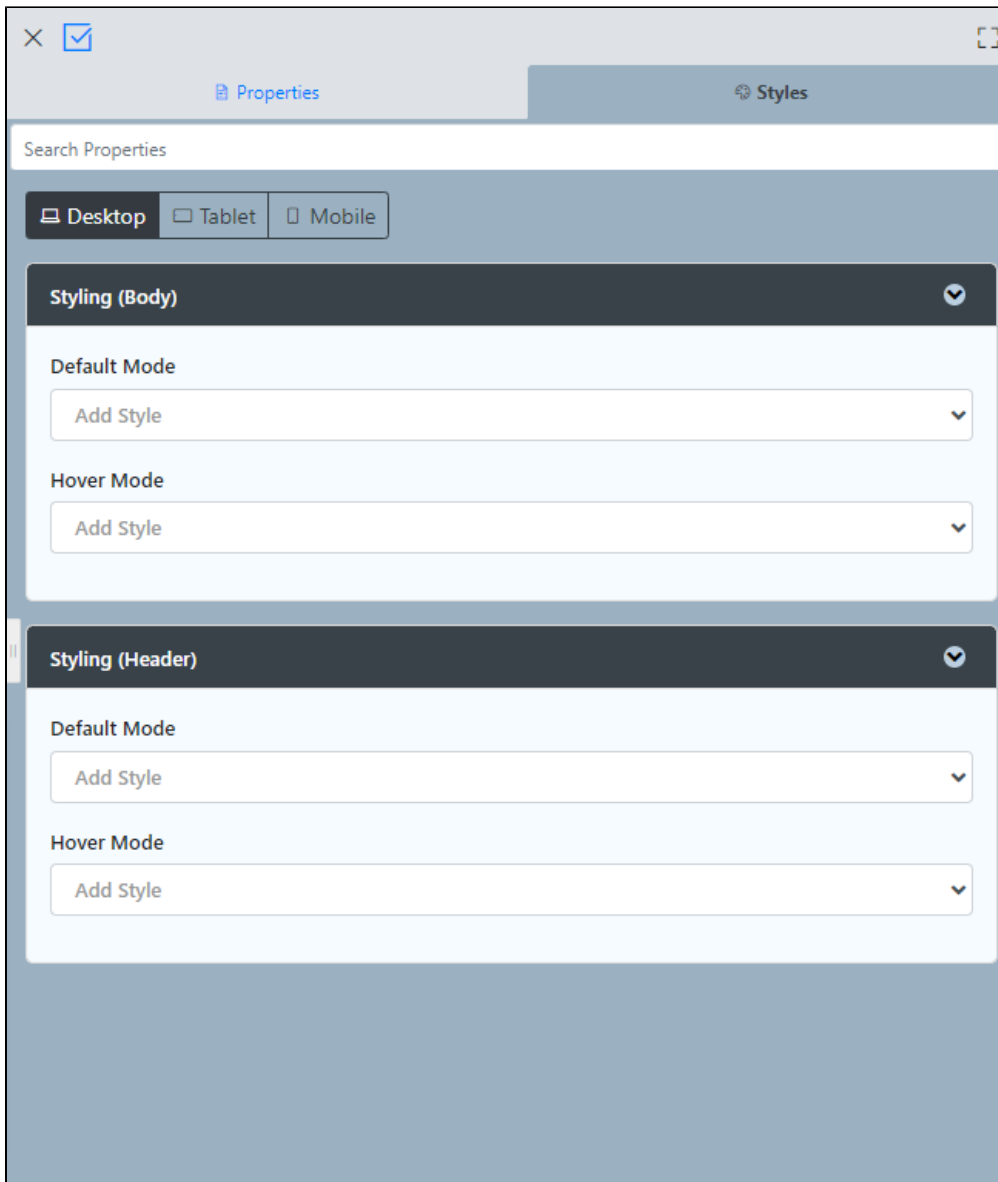 Properties
Styles
Search Properties
Desktop Tablet Mobile
Styling (Body)
Default Mode
Add Style
Hover Mode
Add Style
Styling (Header)
Default Mode
Add Style
Hover Mode
Add Style